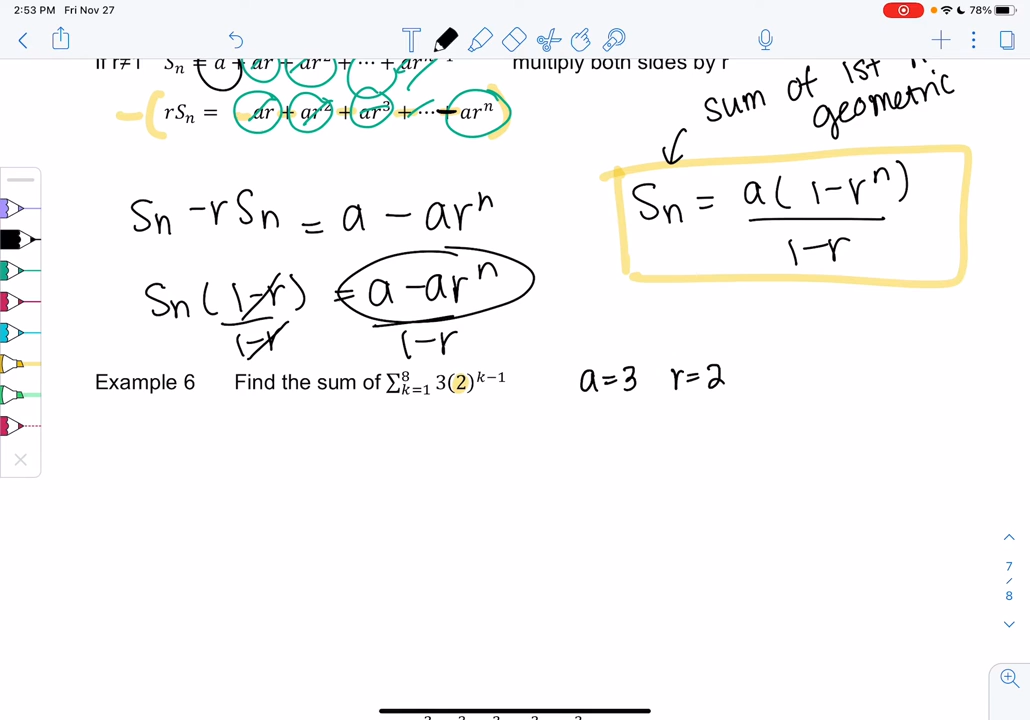 2:53 PM Fri Nov 27
78%
T
If r≠1 Sₙ = a + ar + ar² + ⋯ + ar
multiply both sides by r
−( rSₙ = ar + ar² + ar³ + ⋯ − arⁿ )
sum of 1st n
geometric
Sn − rSn = a − arⁿ
Sn = a(1−rⁿ)
1−r
Sn (1−r) = a − arⁿ
1−r 1−r
Example 6 Find the sum of ∑⁸ₖ₌₁ 3(2)ᵏ⁻¹ a=3 r=2
7
/
8